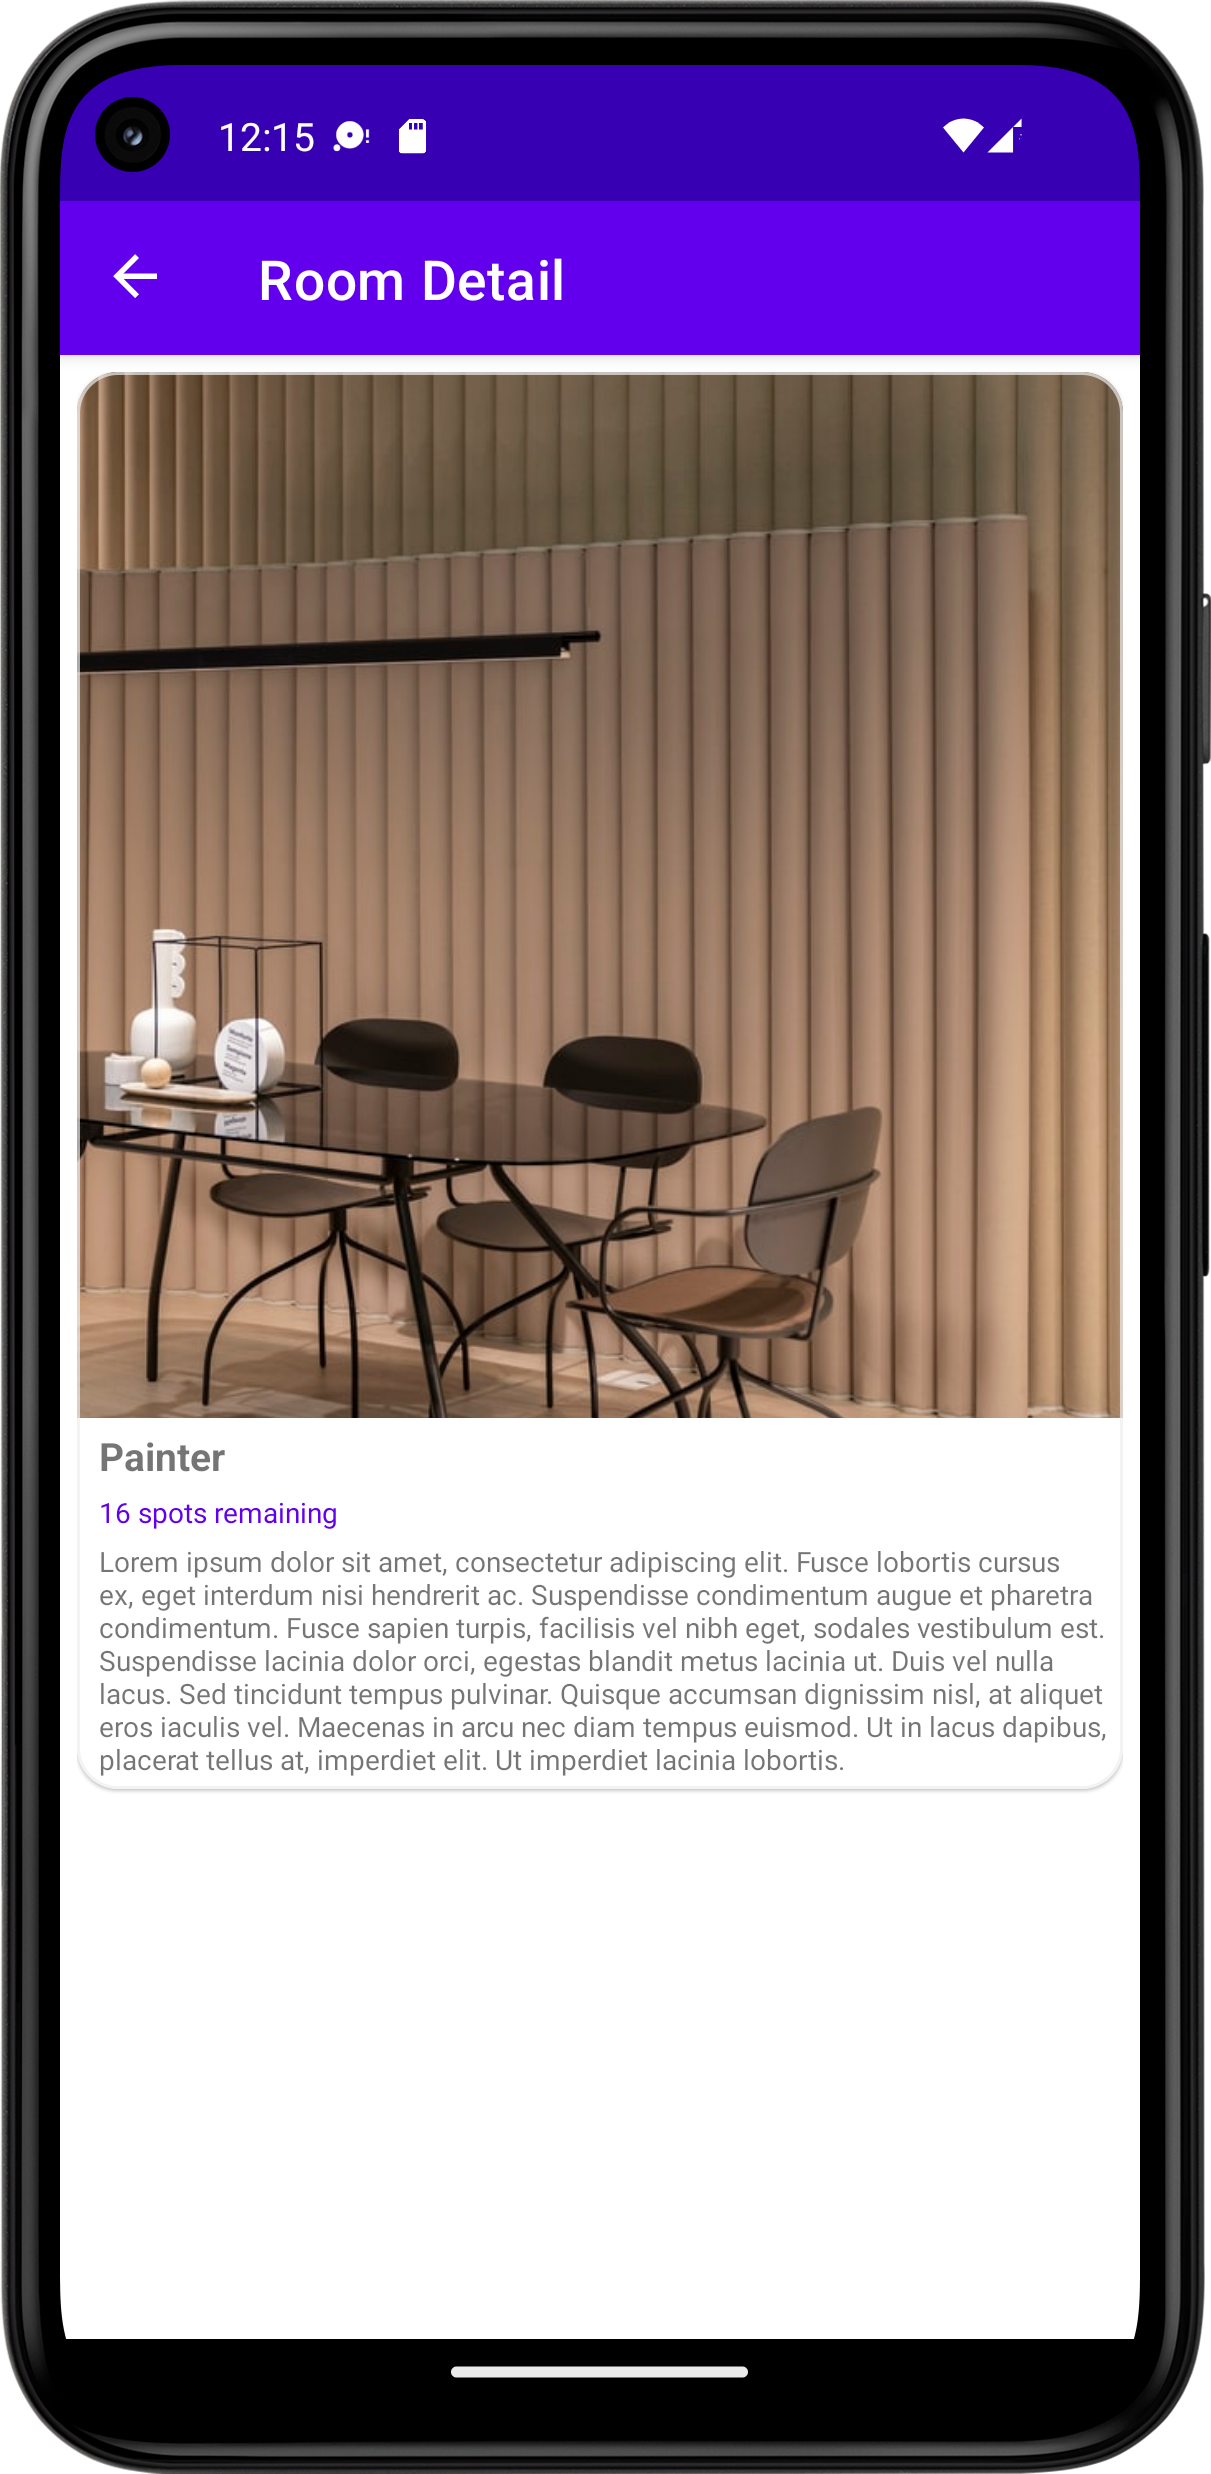 12:15
Room Detail
Painter
16 spots remaining
Lorem ipsum dolor sit amet, consectetur adipiscing elit. Fusce lobortis cursus
ex, eget interdum nisi hendrerit ac. Suspendisse condimentum augue et pharetra
condimentum. Fusce sapien turpis, facilisis vel nibh eget, sodales vestibulum est.
Suspendisse lacinia dolor orci, egestas blandit metus lacinia ut. Duis vel nulla
lacus. Sed tincidunt tempus pulvinar. Quisque accumsan dignissim nisl, at aliquet
eros iaculis vel. Maecenas in arcu nec diam tempus euismod. Ut in lacus dapibus,
placerat tellus at, imperdiet elit. Ut imperdiet lacinia lobortis.